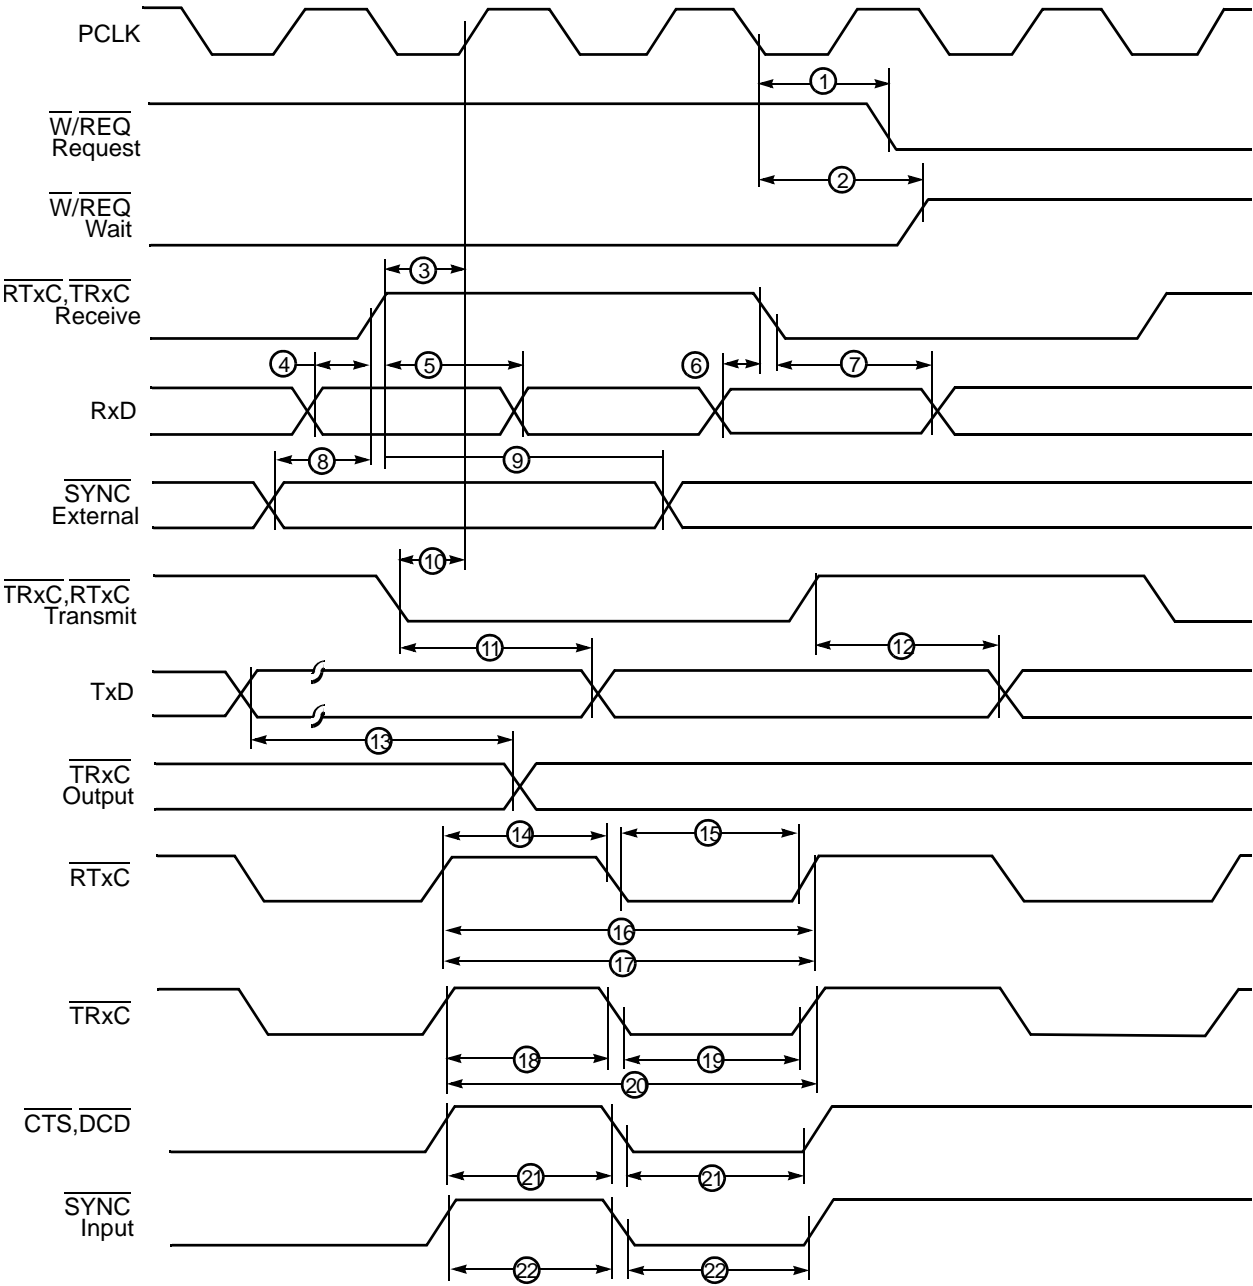 PCLK
1
W/REQ
Request
2
W/REQ
Wait
3
RTxC,TRxC
Receive
4 5 6 7
RxD
8 9
SYNC
External
10
TRxC,RTxC
Transmit
11 12
TxD
13
TRxC
Output
14 15
RTxC
16
17
TRxC
18 19
20
CTS,DCD
21 21
SYNC
Input
22 22